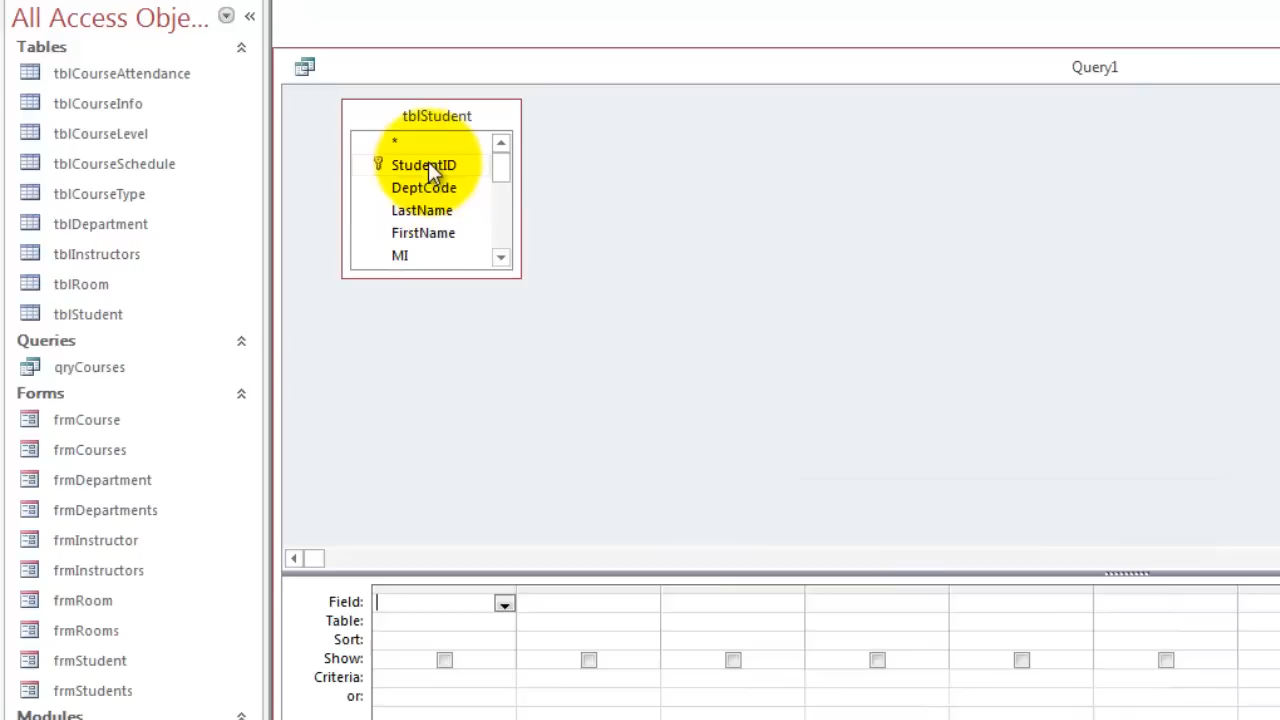 All Access Obje...
Tables
tblCourseAttendance
tblCourseInfo
tblCourseLevel
tblCourseSchedule
tblCourseType
tblDepartment
tblInstructors
tblRoom
tblStudent
Queries
qryCourses
Forms
frmCourse
frmCourses
frmDepartment
frmDepartments
frmInstructor
frmInstructors
frmRoom
frmRooms
frmStudent
frmStudents
Modules
Query1
tblStudent
*
StudentID
DeptCode
LastName
FirstName
MI
Field:
Table:
Sort:
Show:
Criteria:
or: